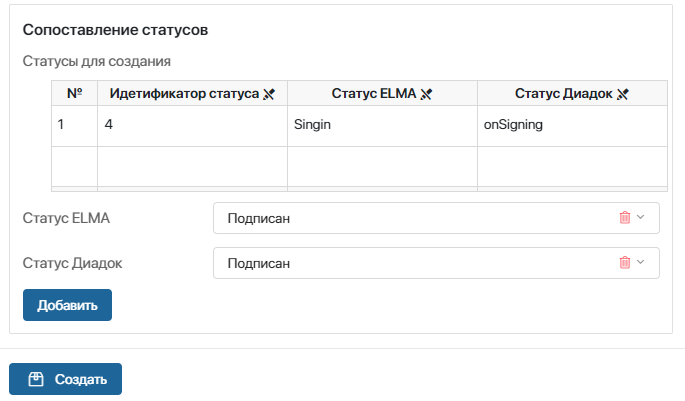 Сопоставление статусов
Статусы для создания
№ Идетификатор статуса Статус ELMA Статус Диадок
1 4 Singin onSigning
Статус ELMA Подписан
Статус Диадок Подписан
Добавить
Создать